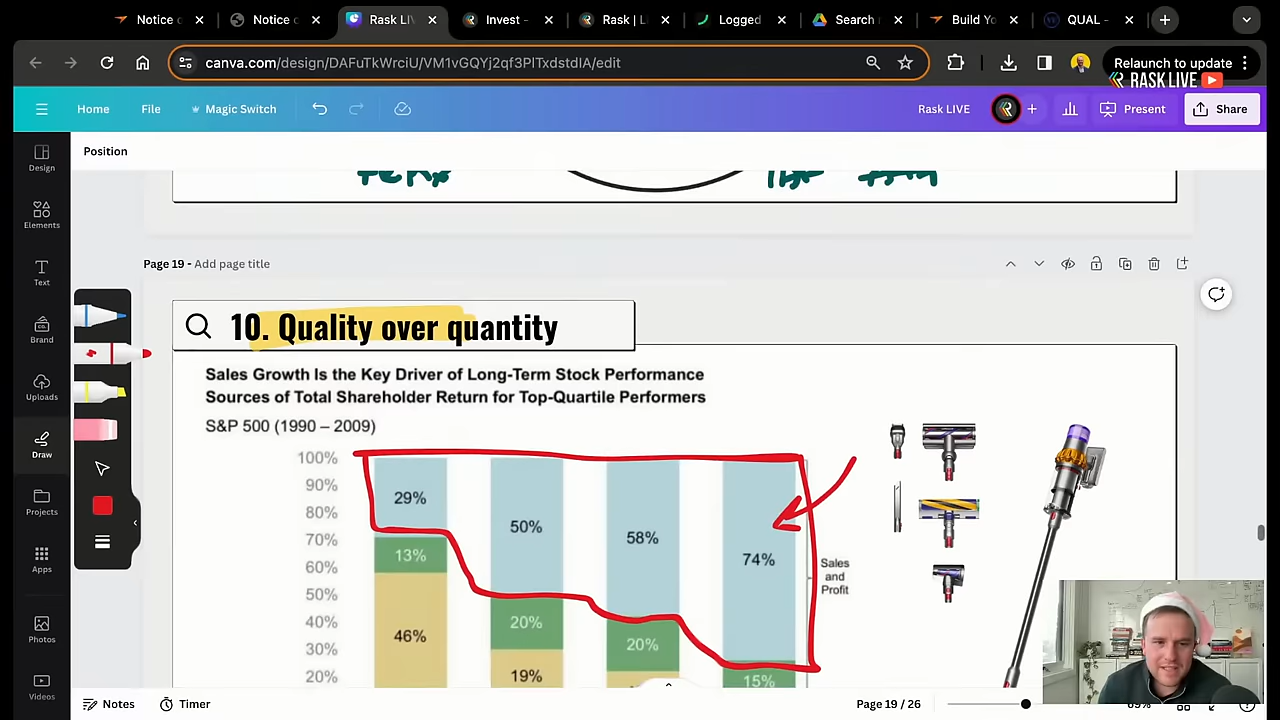 Notice o
Notice o
Rask LIV
Invest -
Rask | L
Logged
Search
Build Yo
QUAL -
canva.com/design/DAFuTkWrciU/VM1vGQYj2qf3PlTxdstdIA/edit
Relaunch to update
RASK LIVE
Home
File
Magic Switch
Rask LIVE
Present
Share
Position
Design
Elements
Text
Brand
Uploads
Draw
Projects
Apps
Photos
Videos
Page 19 - Add page title
10. Quality over quantity
Sales Growth Is the Key Driver of Long-Term Stock Performance
Sources of Total Shareholder Return for Top-Quartile Performers
S&P 500 (1990 – 2009)
100%
90%
80%
70%
60%
50%
40%
30%
20%
29%
50%
58%
74%
13%
20%
20%
15%
46%
19%
Sales
and
Profit
Notes
Timer
Page 19 / 26